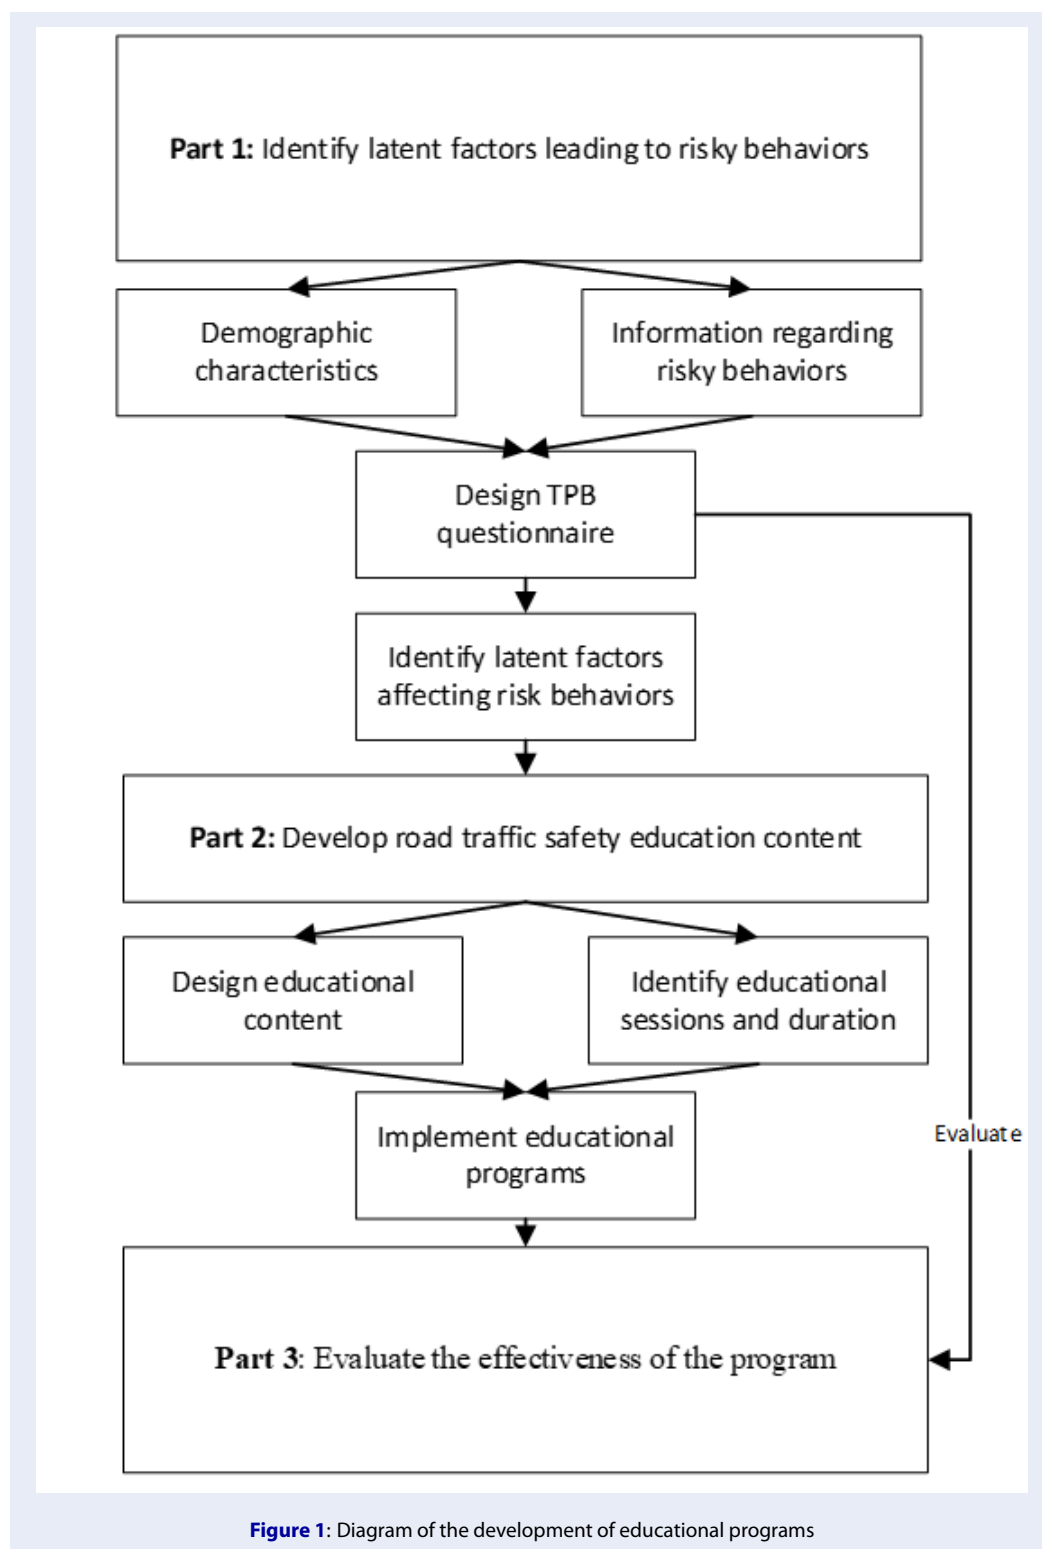 Part 1: Identify latent factors leading to risky behaviors
Demographic
characteristics
Information regarding
risky behaviors
Design TPB
questionnaire
Identify latent factors
affecting risk behaviors
Part 2: Develop road traffic safety education content
Design educational
content
Identify educational
sessions and duration
Implement educational
programs
Evaluate
Part 3: Evaluate the effectiveness of the program
Figure 1: Diagram of the development of educational programs